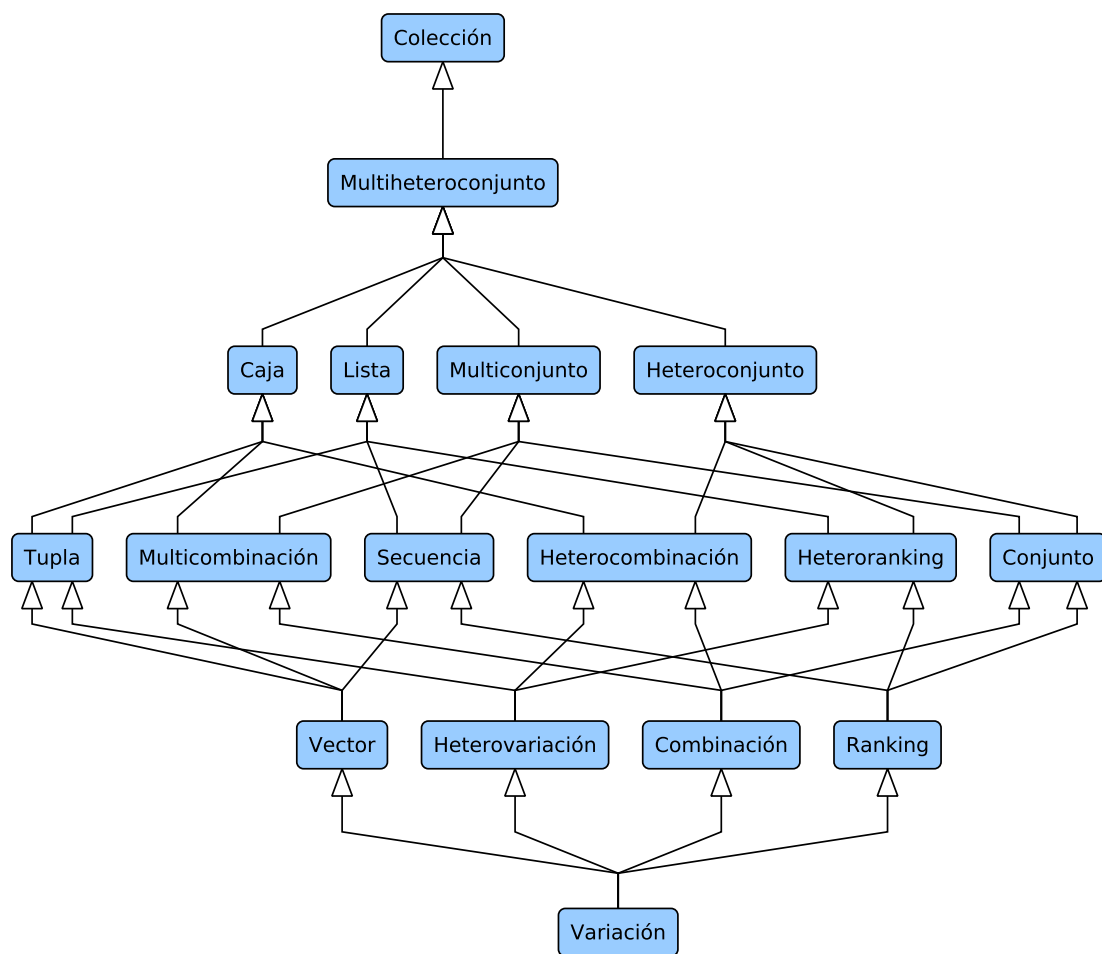 Colección
Multiheteroconjunto
Caja
Lista
Multiconjunto
Heteroconjunto
Tupla
Multicombinación
Secuencia
Heterocombinación
Heteroranking
Conjunto
Vector
Heterovariación
Combinación
Ranking
Variación